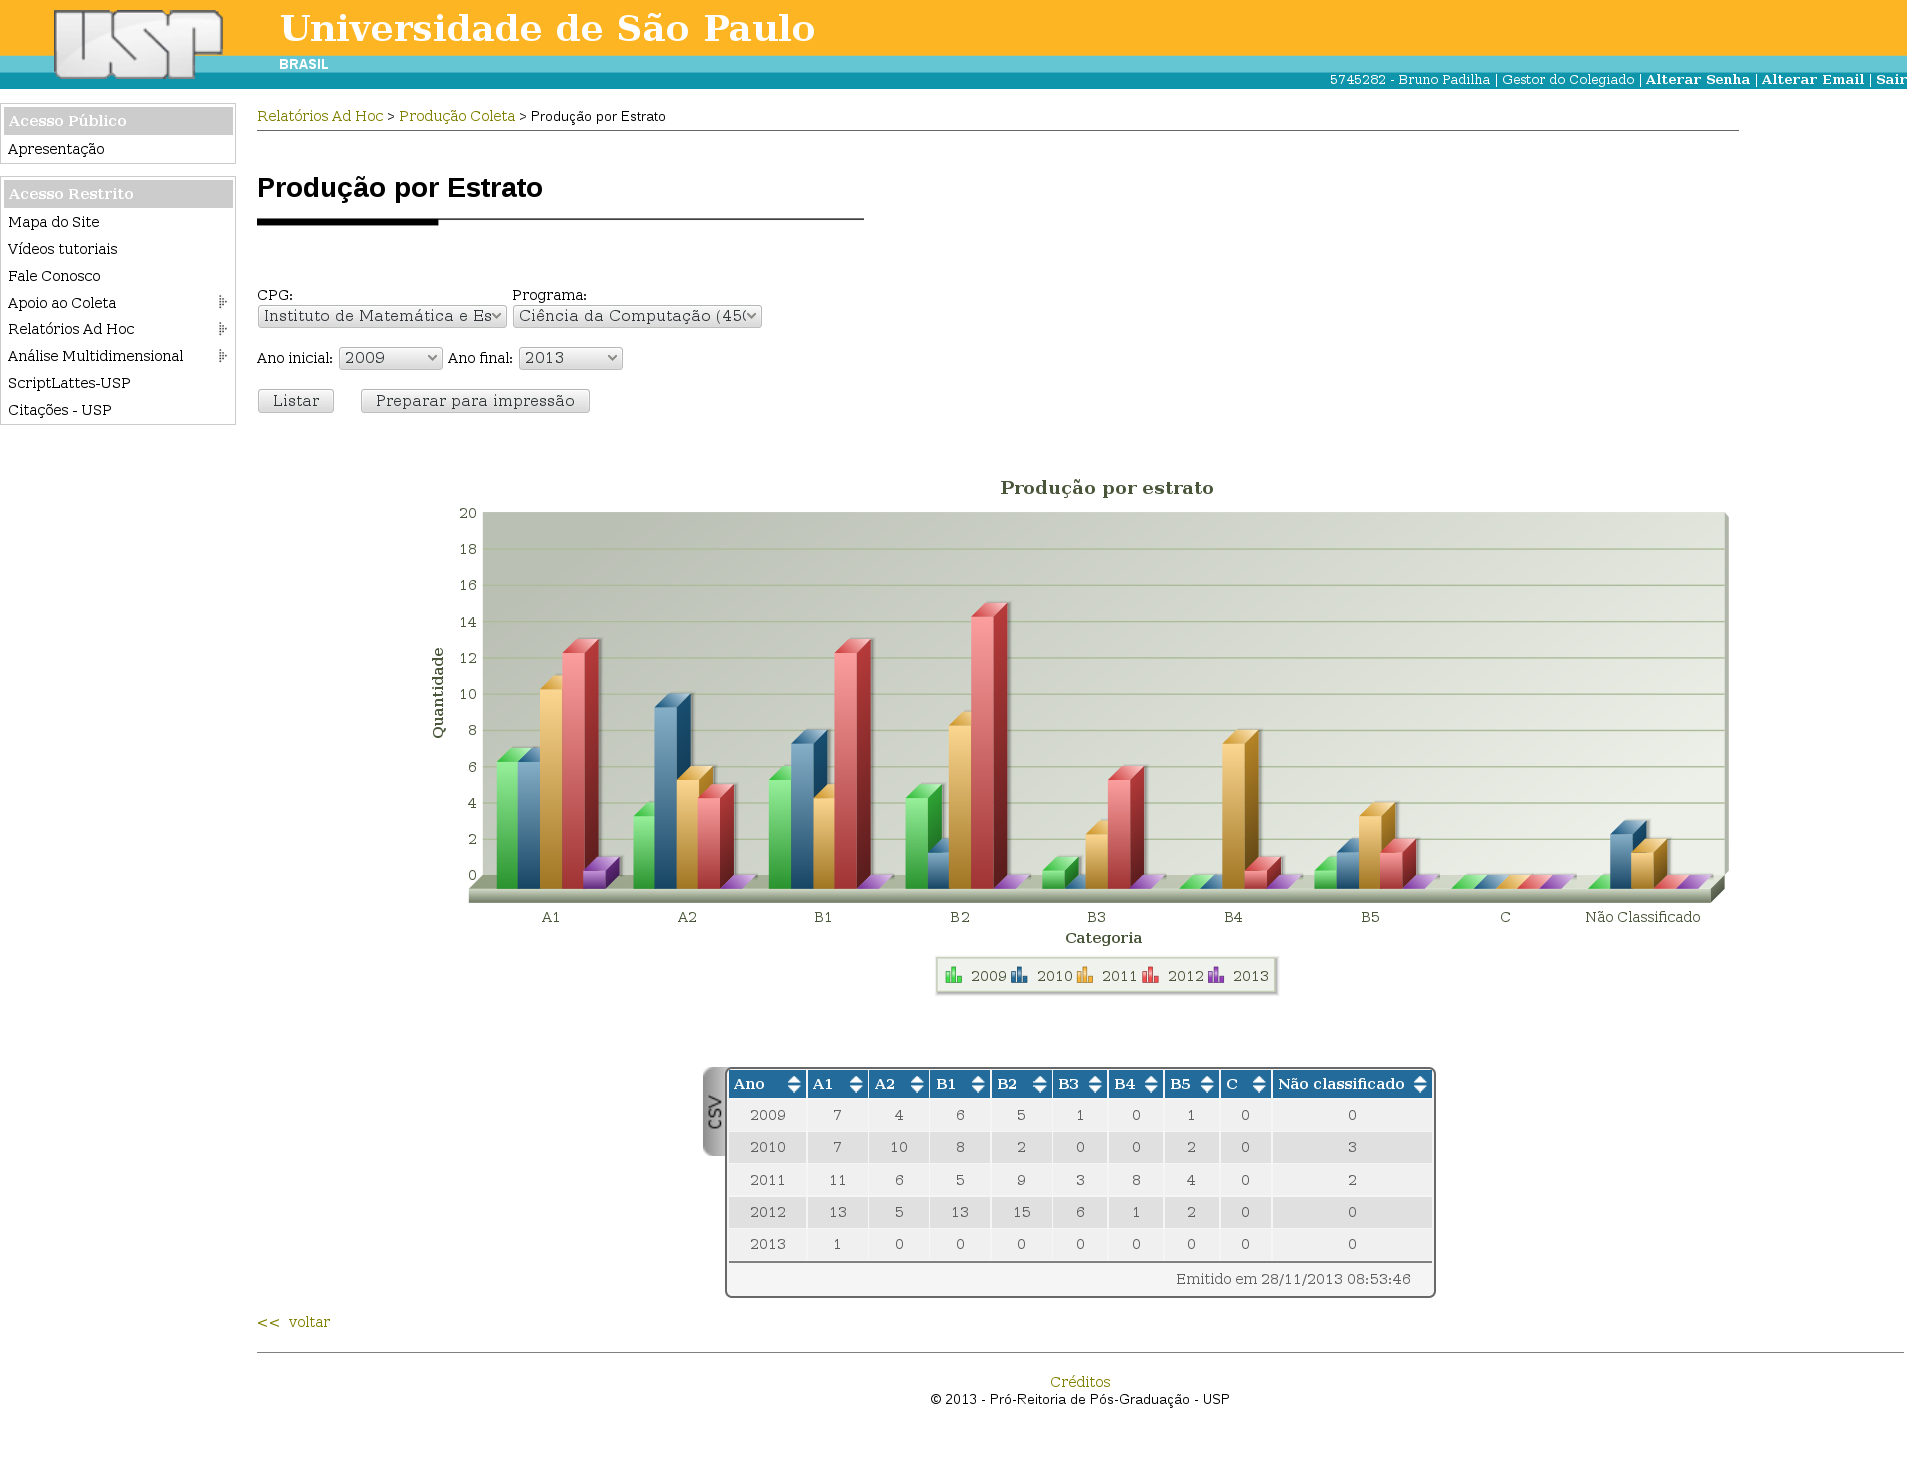 USP
Universidade de São Paulo
BRASIL
5745282 - Bruno Padilha | Gestor do Colegiado | Alterar Senha | Alterar Email | Sair
Acesso Público
Apresentação
Acesso Restrito
Mapa do Site
Vídeos tutoriais
Fale Conosco
Apoio ao Coleta
Relatórios Ad Hoc
Análise Multidimensional
ScriptLattes-USP
Citações - USP
Relatórios Ad Hoc > Produção Coleta > Produção por Estrato
Produção por Estrato
CPG: Programa:
Instituto de Matemática e Es Ciência da Computação (450
Ano inicial: 2009 Ano final: 2013
Listar Preparar para impressão
Produção por estrato
20
18
16
14
12
10
8
6
4
2
0
Quantidade
A1 A2 B1 B2 B3 B4 B5 C Não Classificado
Categoria
2009 2010 2011 2012 2013
CSV
Ano A1 A2 B1 B2 B3 B4 B5 C Não classificado
2009 7 4 6 5 1 0 1 0 0
2010 7 10 8 2 0 0 2 0 3
2011 11 6 5 9 3 8 4 0 2
2012 13 5 13 15 6 1 2 0 0
2013 1 0 0 0 0 0 0 0 0
Emitido em 28/11/2013 08:53:46
<< voltar
Créditos
© 2013 - Pró-Reitoria de Pós-Graduação - USP